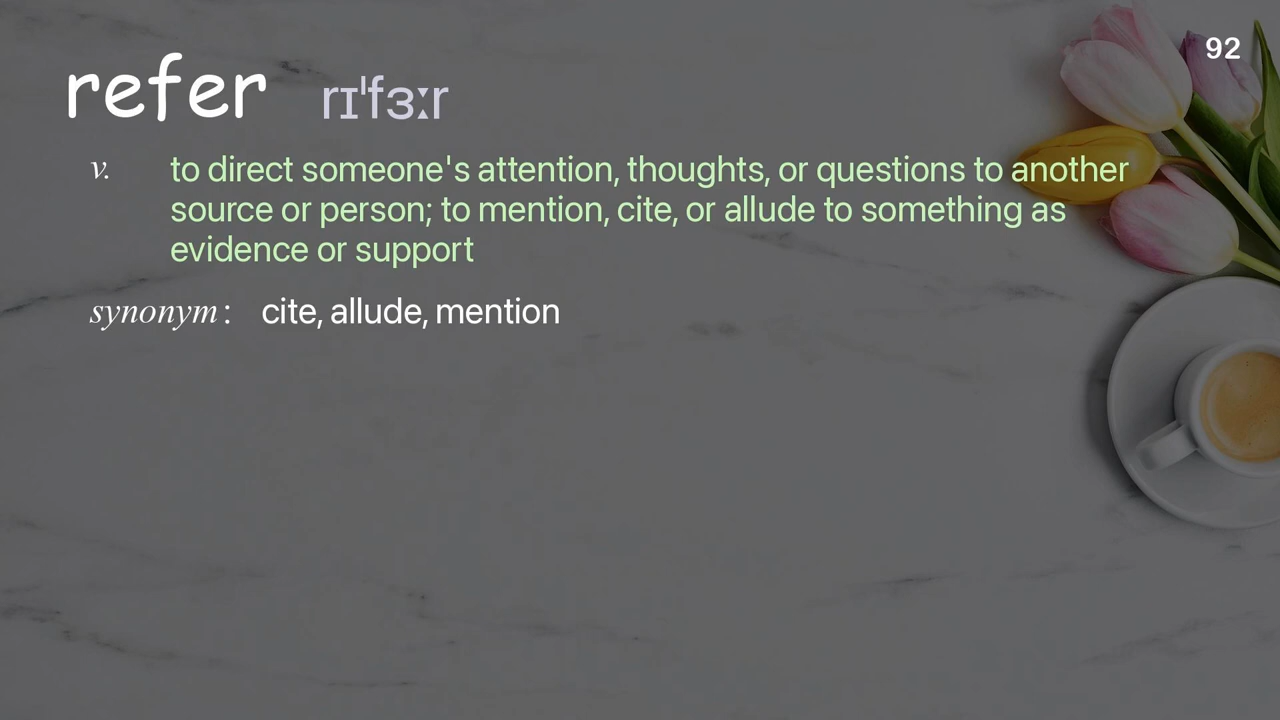 92
refer rɪˈfɜːr
v. to direct someone's attention, thoughts, or questions to another
source or person; to mention, cite, or allude to something as
evidence or support
synonym: cite, allude, mention